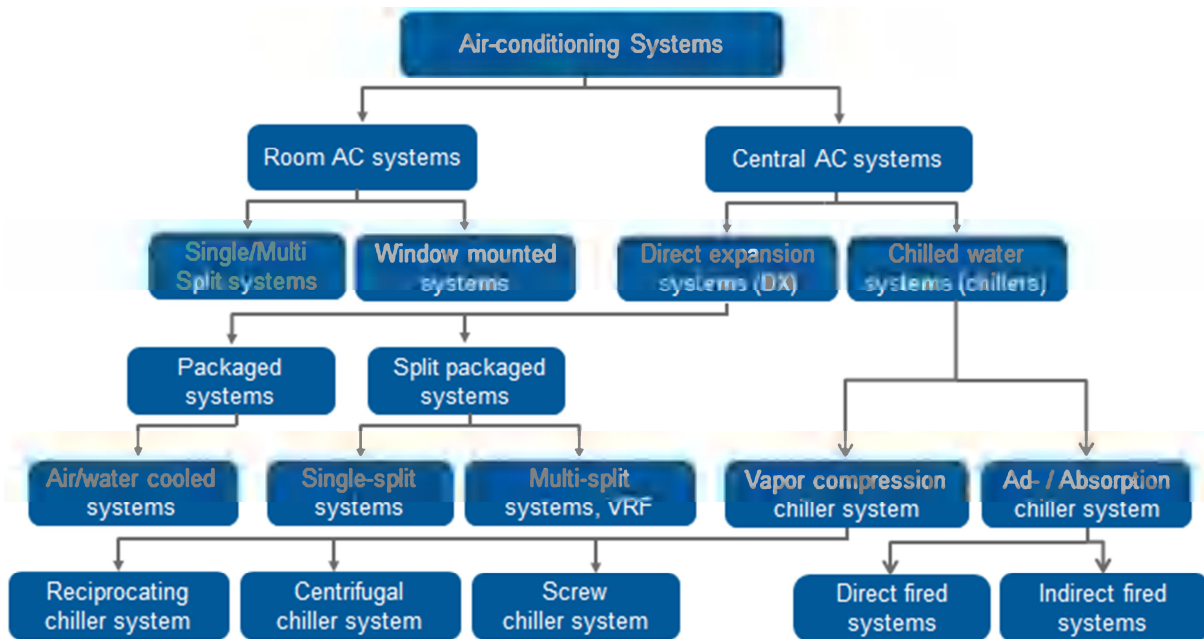 Air-conditioning Systems
Room AC systems
Central AC systems
Single/Multi
Split systems
Window mounted
systems
Direct expansion
systems (DX)
Chilled water
systems (chillers)
Packaged
systems
Split packaged
systems
Air/water cooled
systems
Single-split
systems
Multi-split
systems, VRF
Vapor compression
chiller system
Ad- / Absorption
chiller system
Reciprocating
chiller system
Centrifugal
chiller system
Screw
chiller system
Direct fired
systems
Indirect fired
systems